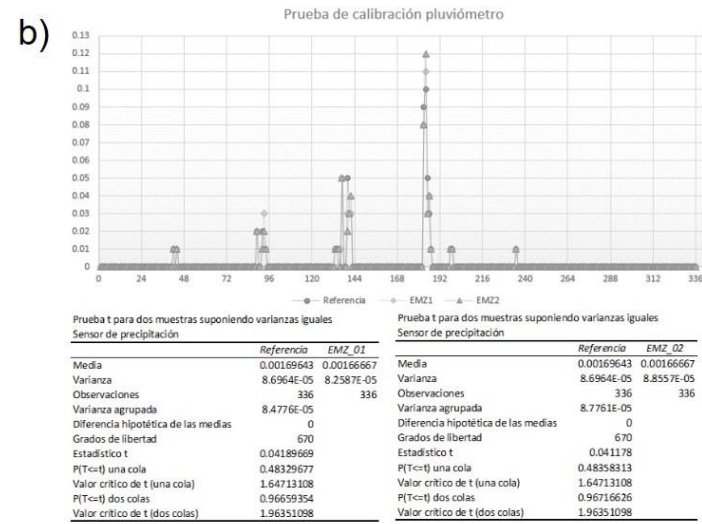 b)
Prueba de calibración pluviómetro
0.13
0.12
0.11
0.1
0.09
0.08
0.07
0.06
0.05
0.04
0.03
0.02
0.01
0
0 24 48 72 96 120 144 168 192 216 240 264 288 312 336
Referencia EMZ1 EMZ2
Prueba t para dos muestras suponiendo varianzas iguales
Sensor de precipitación
Referencia EMZ_01
Media 0.00169643 0.00166667
Varianza 8.6964E-05 8.2587E-05
Observaciones 336 336
Varianza agrupada 8.4776E-05
Diferencia hipotética de las medias 0
Grados de libertad 670
Estadístico t 0.04189669
P(T<=t) una cola 0.48329677
Valor crítico de t (una cola) 1.64713108
P(T<=t) dos colas 0.96659354
Valor crítico de t (dos colas) 1.96351098
Prueba t para dos muestras suponiendo varianzas iguales
Sensor de precipitación
Referencia EMZ_02
Media 0.00169643 0.00166667
Varianza 8.6964E-05 8.8557E-05
Observaciones 336 336
Varianza agrupada 8.7761E-05
Diferencia hipotética de las medias 0
Grados de libertad 670
Estadístico t 0.041178
P(T<=t) una cola 0.48358313
Valor crítico de t (una cola) 1.64713108
P(T<=t) dos colas 0.96716626
Valor crítico de t (dos colas) 1.96351098